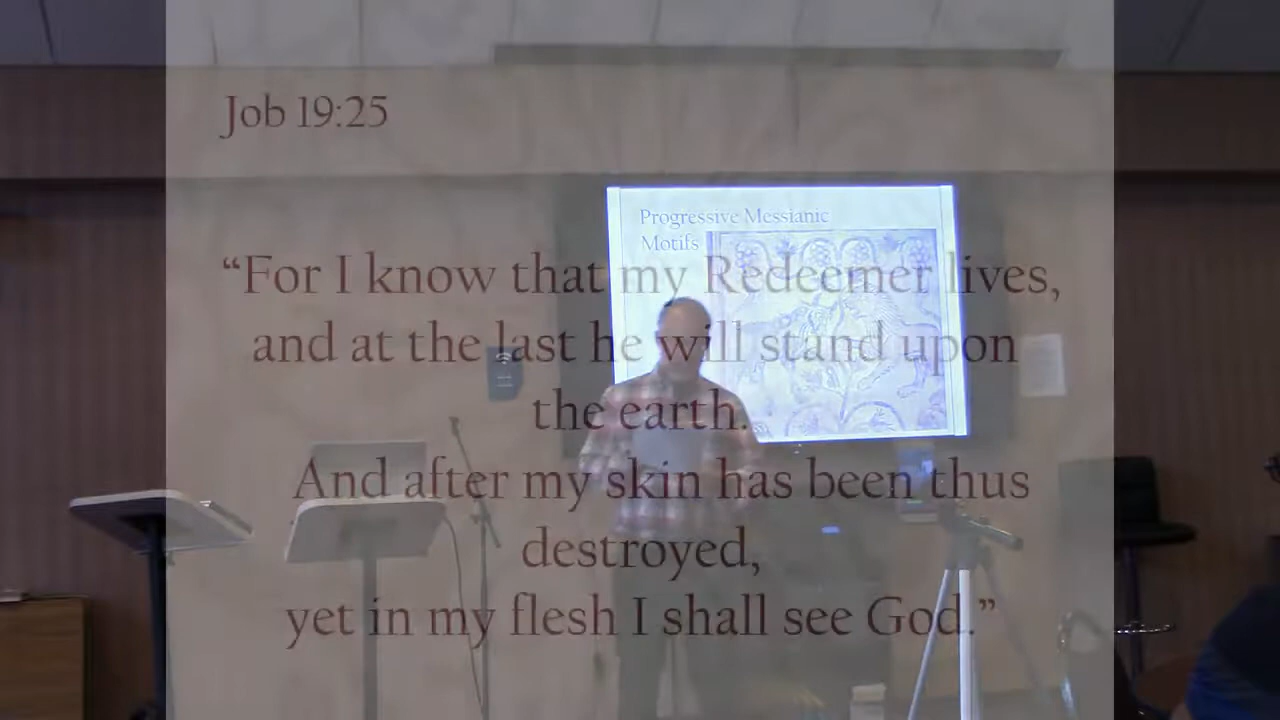 Job 19:25
Progressive Messianic
Motifs
“For I know that my Redeemer lives,
and at the last he will stand upon
the earth.
And after my skin has been thus
destroyed,
yet in my flesh I shall see God.”